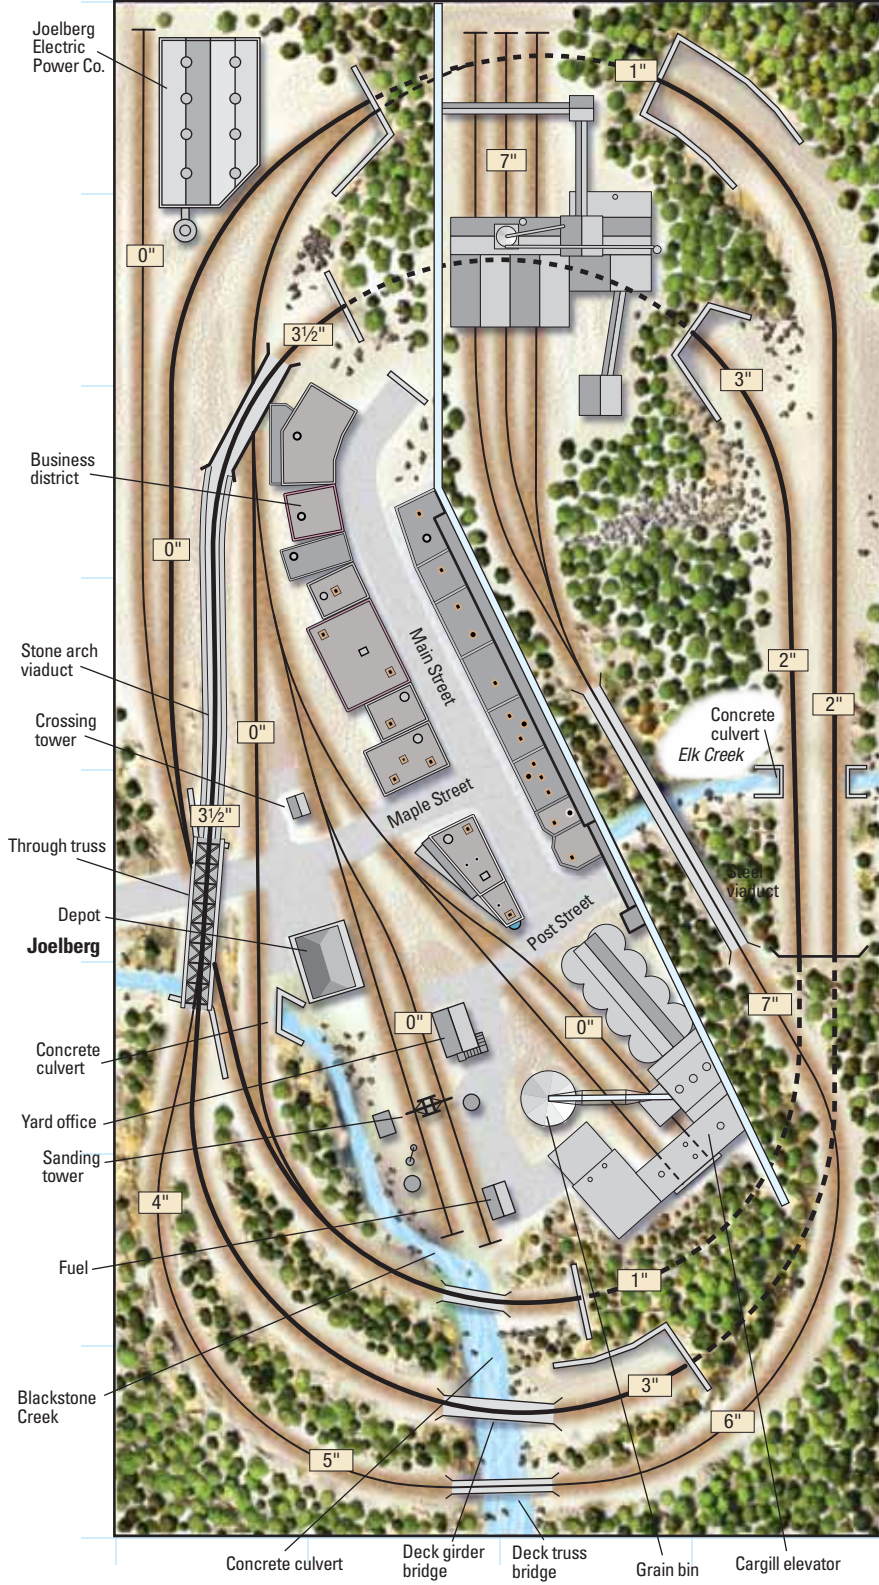 Joelberg
Electric
Power Co.
1"
7"
0"
3½"
3"
Business
district
0"
Main Street
Stone arch
viaduct
2"
Crossing
tower
0"
2"
Concrete
culvert
Elk Creek
Maple Street
3½"
Through truss
Steel
viaduct
Depot
Post Street
Joelberg
7"
0"
0"
Concrete
culvert
Yard office
Sanding
tower
4"
Fuel
1"
3"
Blackstone
Creek
6"
5"
Concrete culvert
Deck girder
bridge
Deck truss
bridge
Grain bin
Cargill elevator